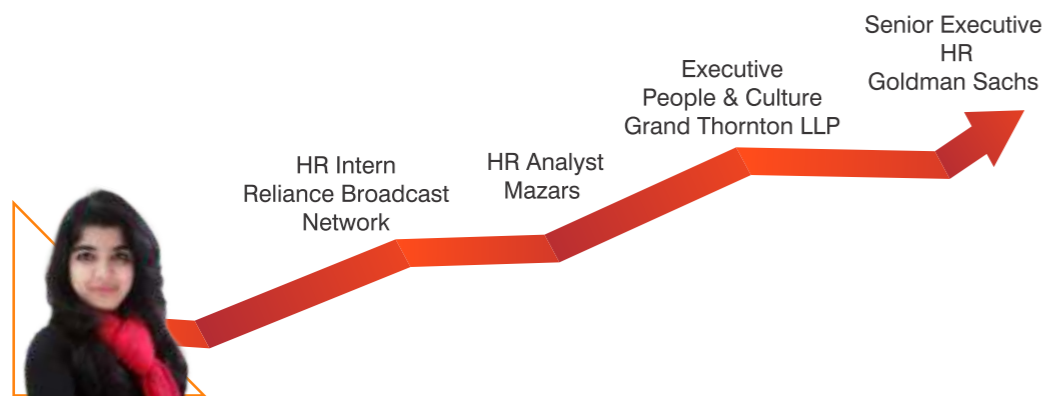 HR Intern
Reliance Broadcast
Network
HR Analyst
Mazars
Executive
People & Culture
Grand Thornton LLP
Senior Executive
HR
Goldman Sachs